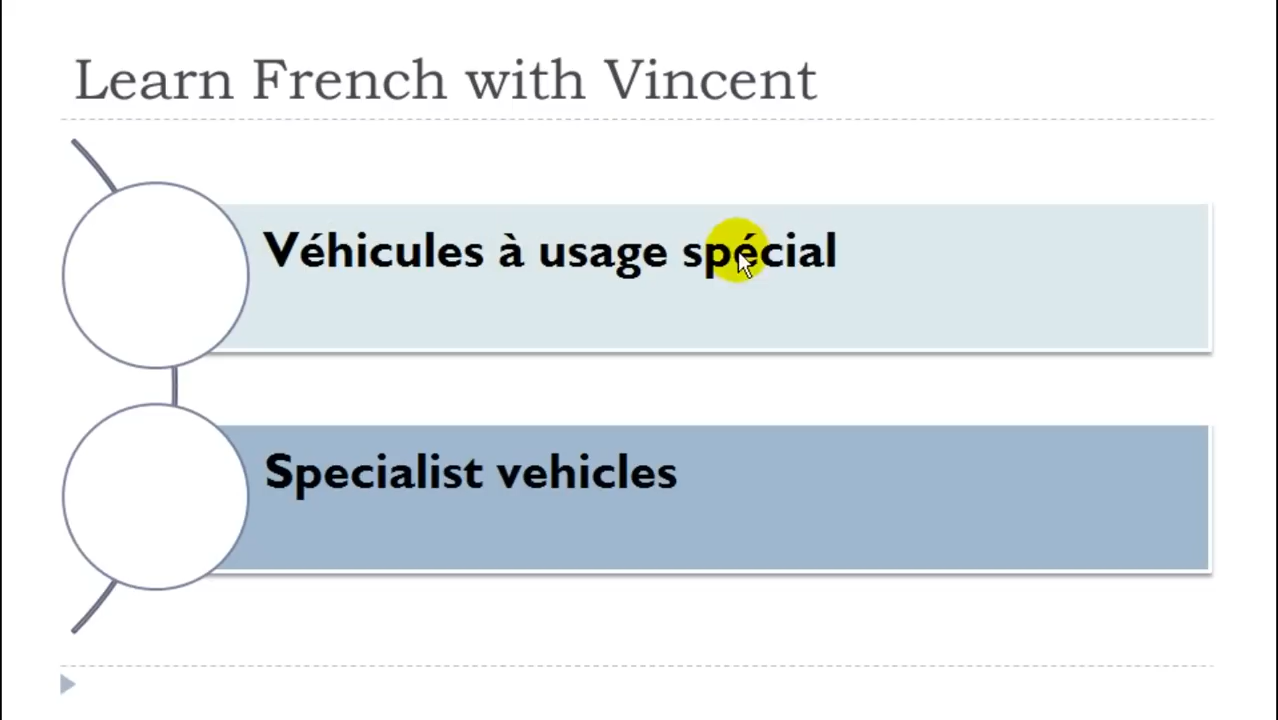 Learn French with Vincent
Véhicules à usage spécial
Specialist vehicles